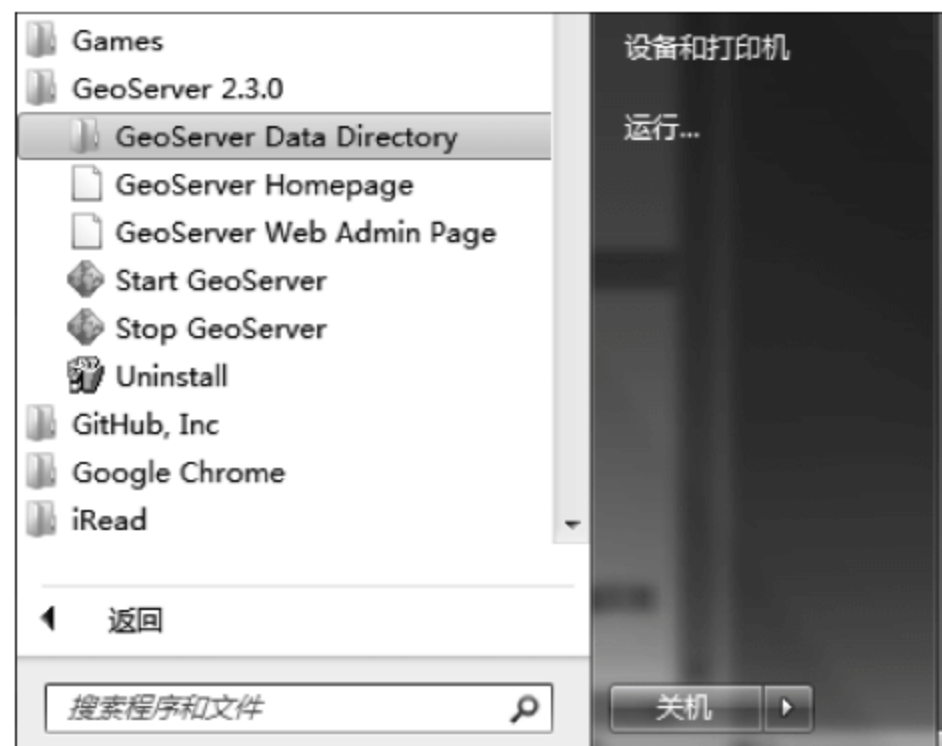 Games
GeoServer 2.3.0
GeoServer Data Directory
GeoServer Homepage
GeoServer Web Admin Page
Start GeoServer
Stop GeoServer
Uninstall
GitHub, Inc
Google Chrome
iRead
返回
搜索程序和文件
设备和打印机
运行...
关机